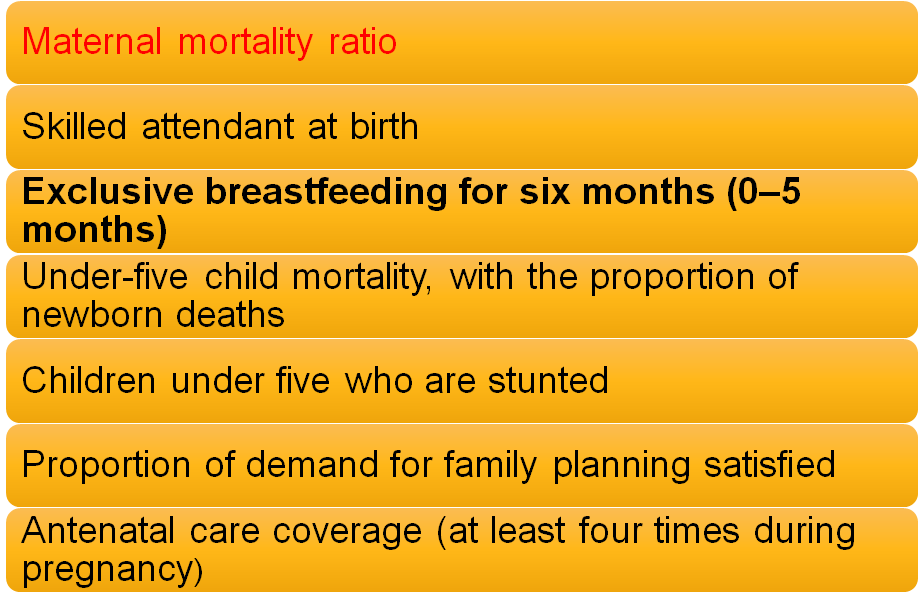 Maternal mortality ratio
Skilled attendant at birth
Exclusive breastfeeding for six months (0–5
months)
Under-five child mortality, with the proportion of
newborn deaths
Children under five who are stunted
Proportion of demand for family planning satisfied
Antenatal care coverage (at least four times during
pregnancy)